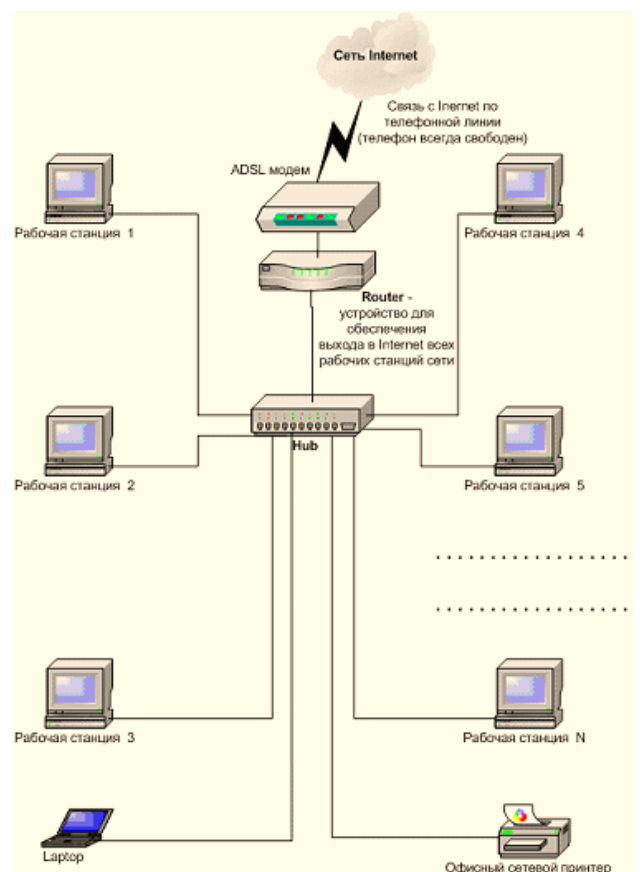 Сеть Internet
Связь с Inernet по
телефонной линии
(телефон всегда свободен)
ADSL модем
Рабочая станция 1
Рабочая станция 4
Router -
устройство для
обеспечения
выхода в Internet всех
рабочих станций сети
Hub
Рабочая станция 2
Рабочая станция 5
Рабочая станция 3
Рабочая станция N
Laptop
Офисный сетевой принтер